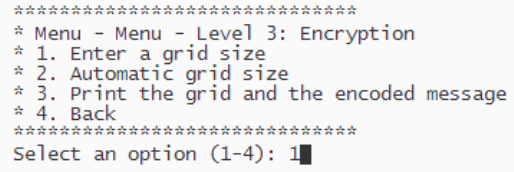 ******************************
* Menu - Menu - Level 3: Encryption
* 1. Enter a grid size
* 2. Automatic grid size
* 3. Print the grid and the encoded message
* 4. Back
******************************
Select an option (1-4): 1